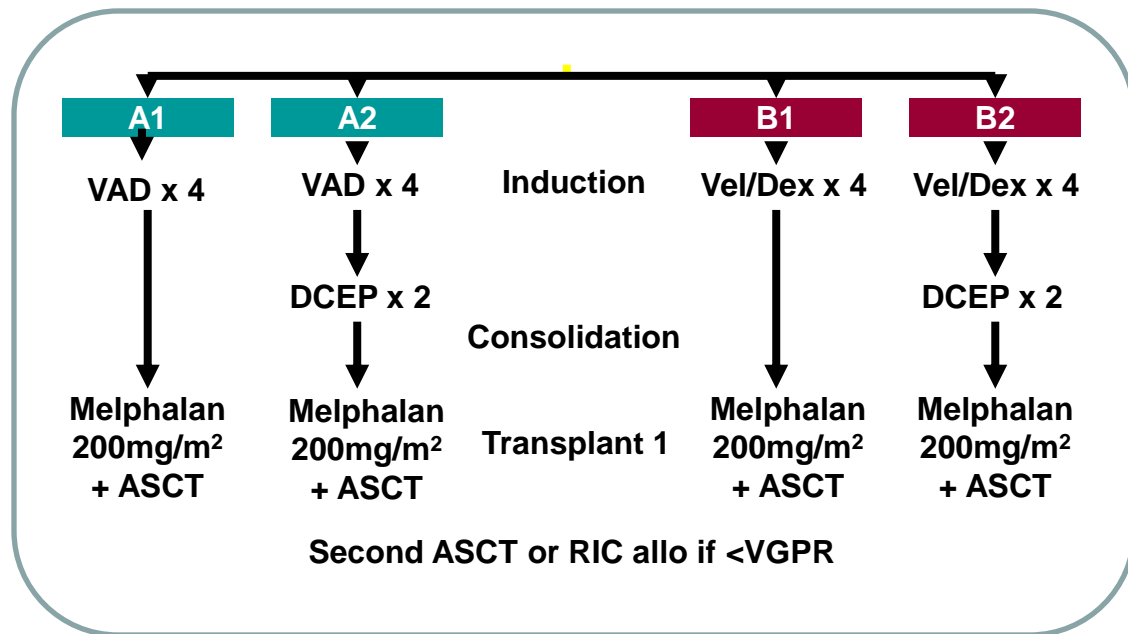 A1 A2 B1 B2
VAD x 4 VAD x 4 Induction Vel/Dex x 4 Vel/Dex x 4
DCEP x 2 DCEP x 2
Consolidation
Melphalan Melphalan Melphalan Melphalan
200mg/m² 200mg/m² Transplant 1 200mg/m² 200mg/m²
+ ASCT + ASCT + ASCT + ASCT
Second ASCT or RIC allo if <VGPR